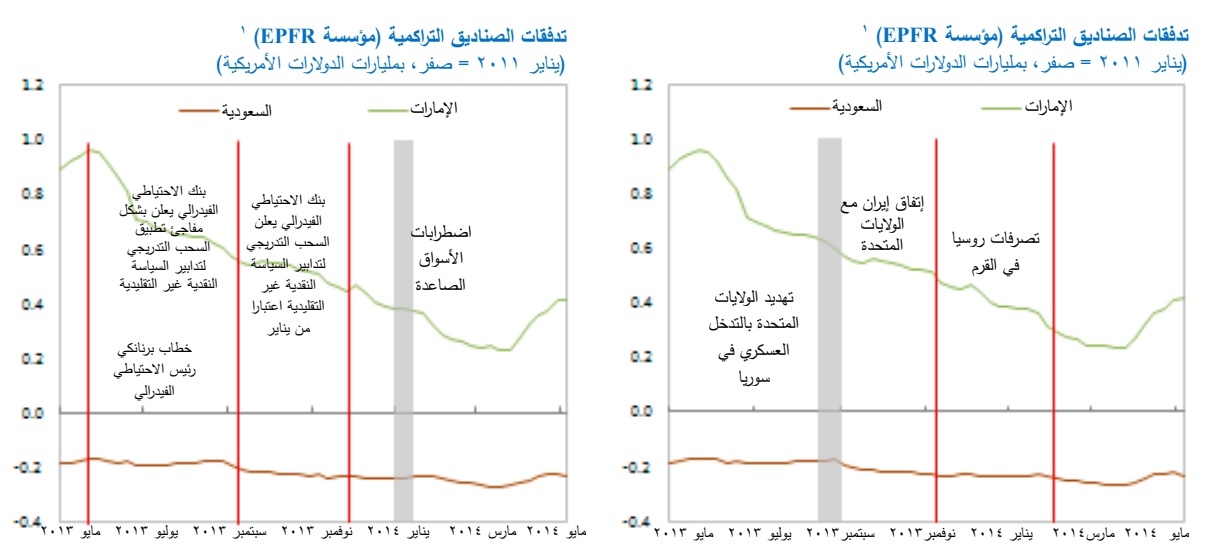 تدفقات الصناديق التراكمية (مؤسسة EPFR) ١
(يناير ٢٠١١ = صفر، بمليارات الدولارات الأمريكية)
الإمارات
السعودية
1.2
1.0
0.8
0.6
0.4
0.2
0.0
-0.2
-0.4
تهديد الولايات
المتحدة بالتدخل
العسكري في
سوريا
إتفاق إيران مع
الولايات
المتحدة
تصرفات روسيا
في القرم
مايو ٢٠١٣
يوليو ٢٠١٣
سبتمبر ٢٠١٣
نوفمبر ٢٠١٣
يناير ٢٠١٤
مارس ٢٠١٤
مايو ٢٠١٤
تدفقات الصناديق التراكمية (مؤسسة EPFR) ١
(يناير ٢٠١١ = صفر، بمليارات الدولارات الأمريكية)
الإمارات
السعودية
1.2
1.0
0.8
0.6
0.4
0.2
0.0
-0.2
-0.4
بنك الاحتياطي
الفيدرالي يعلن بشكل
مفاجئ تطبيق
السحب التدريجي
لتدابير السياسة
النقدية غير التقليدية
خطاب برنانكي
رئيس الاحتياطي
الفيدرالي
بنك الاحتياطي
الفيدرالي يعلن
السحب التدريجي
لتدابير السياسة
النقدية غير
التقليدية اعتبارا
من يناير
اضطرابات
الأسواق
الصاعدة
مايو ٢٠١٣
يوليو ٢٠١٣
سبتمبر ٢٠١٣
نوفمبر ٢٠١٣
يناير ٢٠١٤
مارس ٢٠١٤
مايو ٢٠١٤